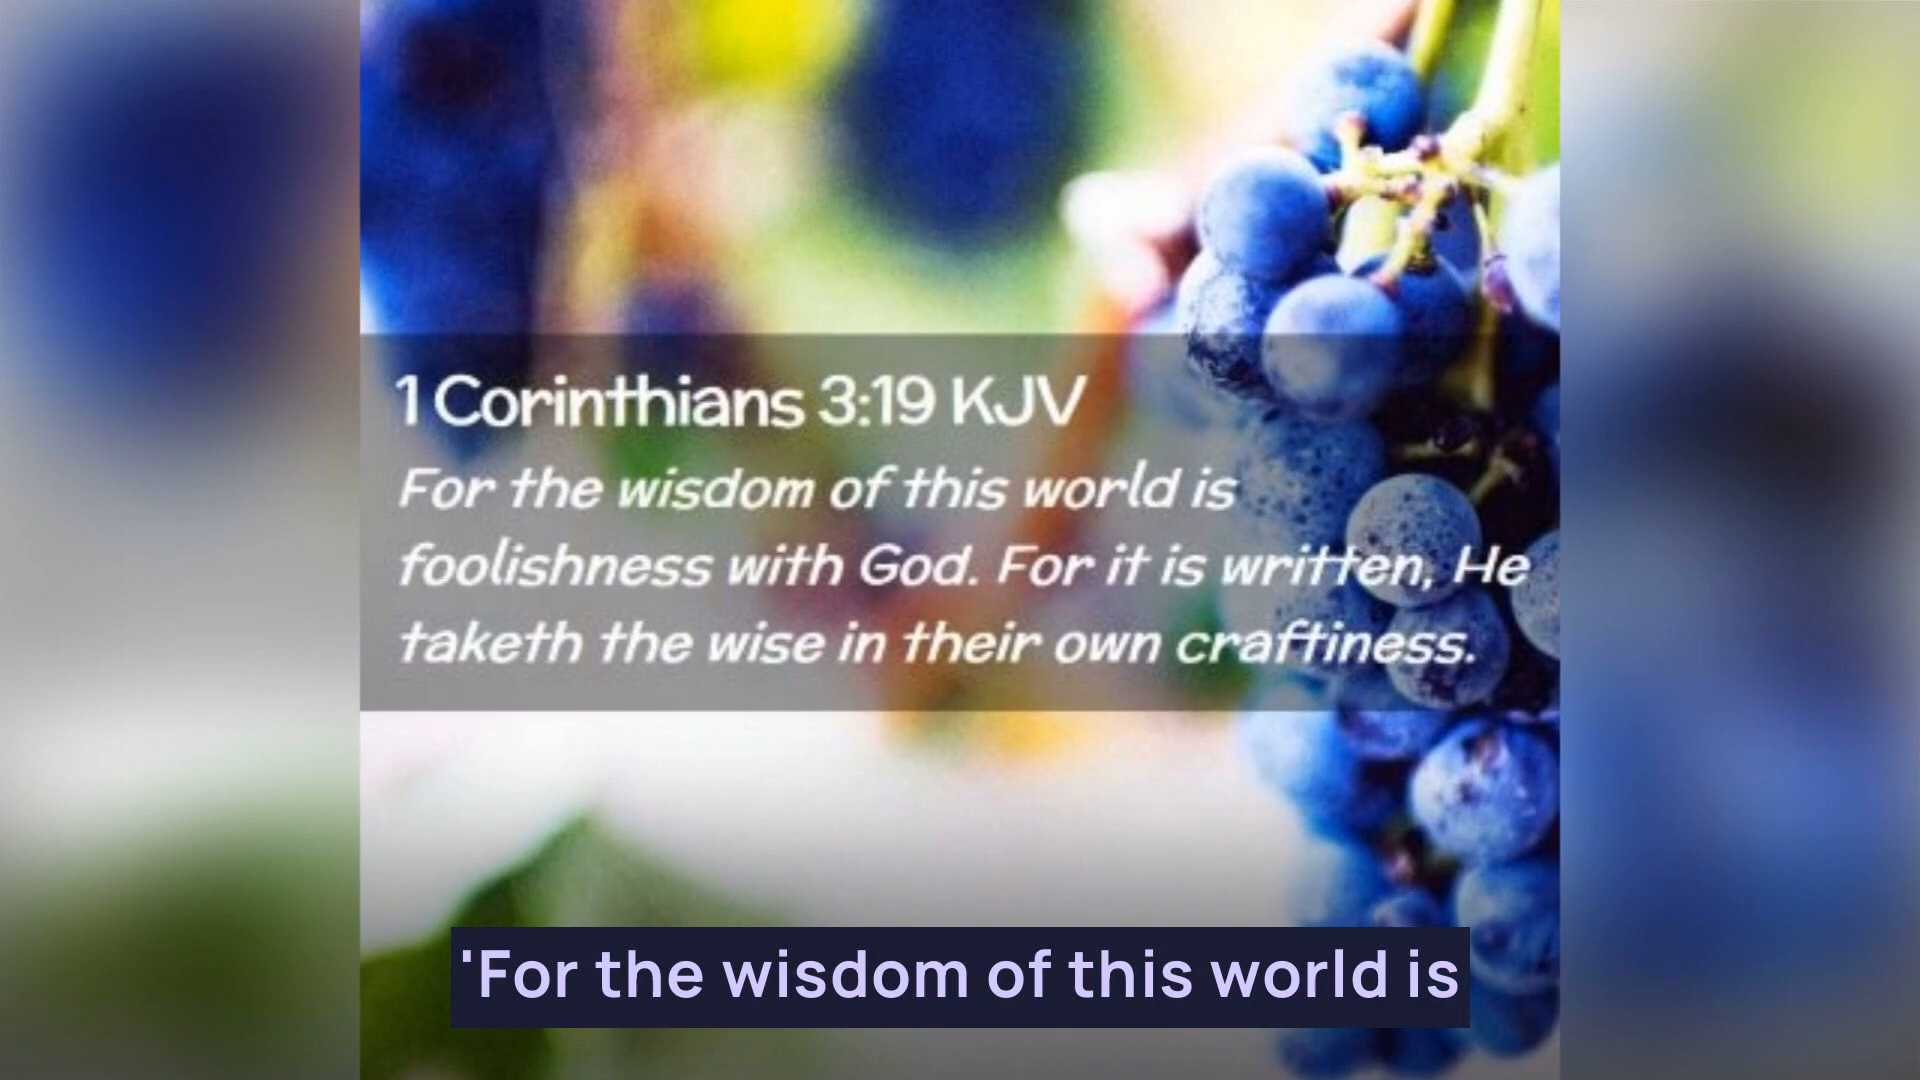 1 Corinthians 3:19 KJV
For the wisdom of this world is
foolishness with God. For it is written, He
taketh the wise in their own craftiness.
'For the wisdom of this world is